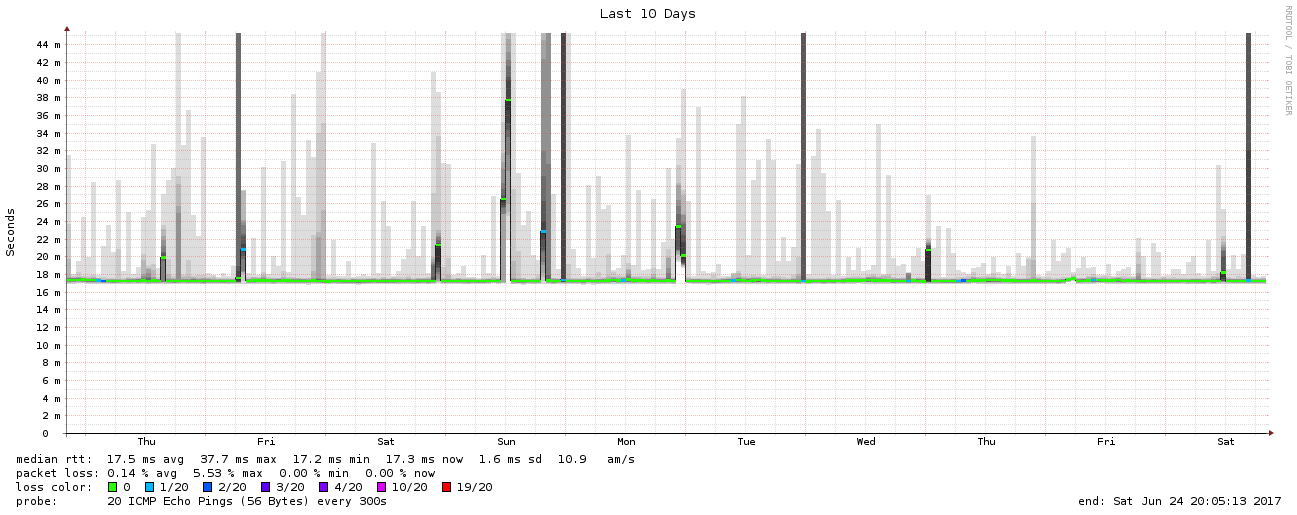 Last 10 Days
RRDTOOL / TOBI OETIKER
Seconds
44 m
42 m
40 m
38 m
36 m
34 m
32 m
30 m
28 m
26 m
24 m
22 m
20 m
18 m
16 m
14 m
12 m
10 m
8 m
6 m
4 m
2 m
0
Thu Fri Sat Sun Mon Tue Wed Thu Fri Sat
median rtt: 17.5 ms avg 37.7 ms max 17.2 ms min 17.3 ms now 1.6 ms sd 10.9 am/s
packet loss: 0.14 % avg 5.53 % max 0.00 % min 0.00 % now
loss color: 0 1/20 2/20 3/20 4/20 10/20 19/20
probe: 20 ICMP Echo Pings (56 Bytes) every 300s end: Sat Jun 24 20:05:13 2017